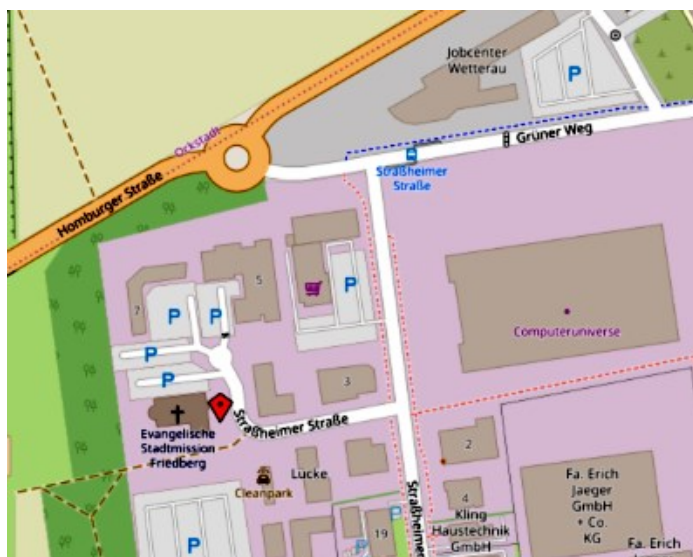 Jobcenter
Wetterau
P
Ockstadt
Grüner Weg
Straßheimer
Straße
Homburger Straße
5
P
7
P
P
Computeruniverse
P
P
3
Straßheimer Straße
Evangelische
Stadtmission
Friedberg
2
Cleanpark
Lücke
Straßheimer
4
Kling
Haustechnik
GmbH
Fa. Erich
Jaeger
GmbH
+ Co.
KG
P
19
P
P
Fa. Erich